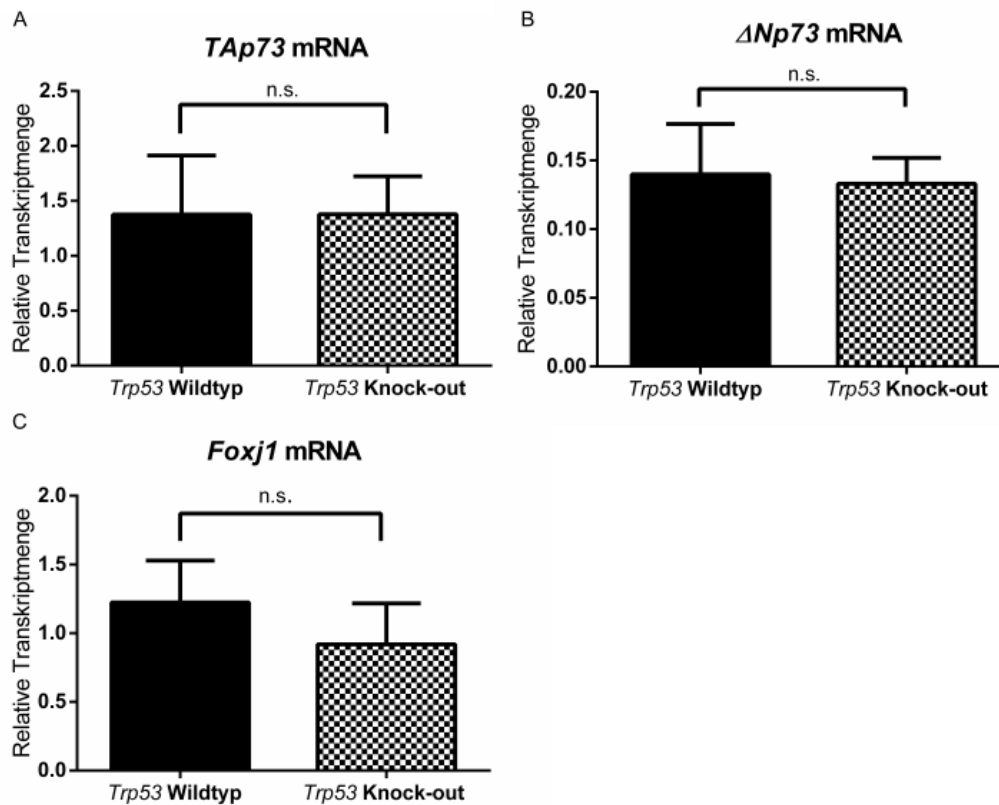 A
TAp73 mRNA
n.s.
2.5
2.0
1.5
1.0
0.5
0.0
Relative Transkriptmenge
Trp53 Wildtyp
Trp53 Knock-out
B
ΔNp73 mRNA
n.s.
0.20
0.15
0.10
0.05
0.00
Relative Transkriptmenge
Trp53 Wildtyp
Trp53 Knock-out
C
Foxj1 mRNA
n.s.
2.0
1.5
1.0
0.5
0.0
Relative Transkriptmenge
Trp53 Wildtyp
Trp53 Knock-out